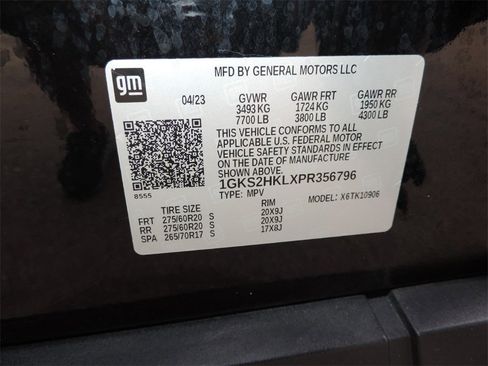 gm
MFD BY GENERAL MOTORS LLC
04/23 GVWR GAWR FRT GAWR RR
3493 KG 1724 KG 1950 KG
7700 LB 3800 LB 4300 LB
THIS VEHICLE CONFORMS TO ALL
APPLICABLE U.S. FEDERAL MOTOR
VEHICLE SAFETY STANDARDS IN
EFFECT ON THE DATE OF MANUFACTURE
SHOWN ABOVE
1GKS2HKLXPR356796
8555
TYPE: MPV MODEL: X6TK10906
TIRE SIZE RIM
FRT 275/60R20 S 20X9J
RR 275/60R20 S 20X9J
SPA 265/70R17 S 17X8J